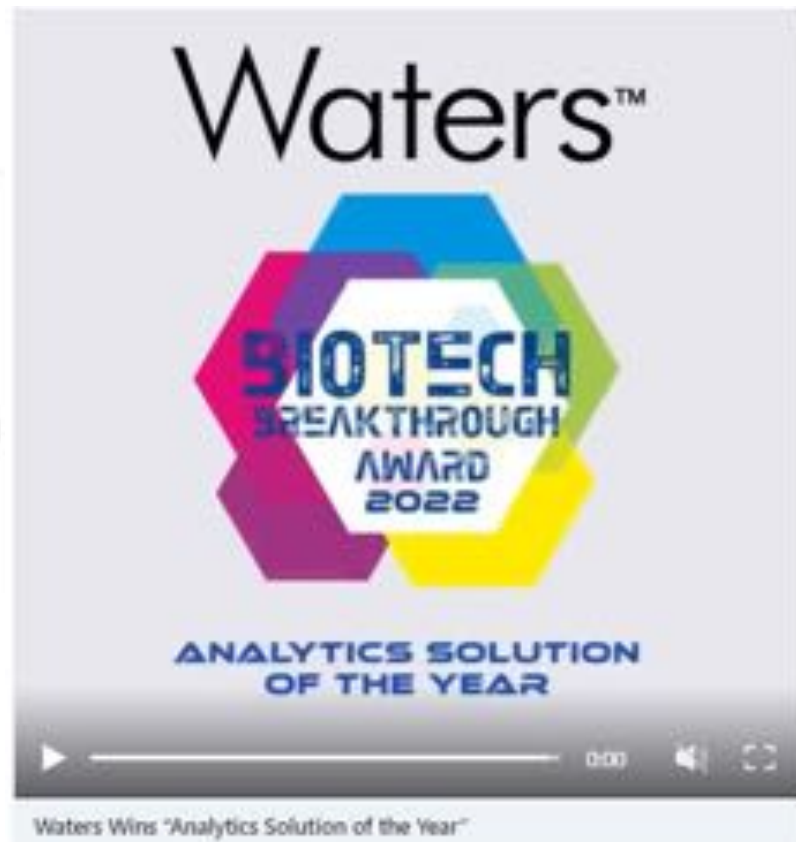 Waters™
BIOTECH
BREAKTHROUGH
AWARD
2022
ANALYTICS SOLUTION
OF THE YEAR
0:00
Waters Wins "Analytics Solution of the Year"